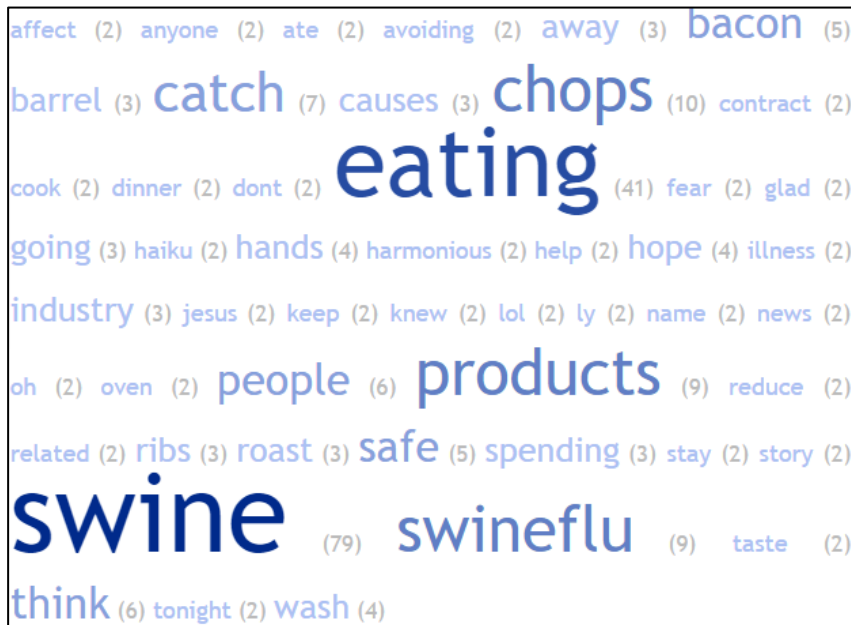 affect (2) anyone (2) ate (2) avoiding (2) away (3) bacon (5)
barrel (3) catch (7) causes (3) chops (10) contract (2)
cook (2) dinner (2) dont (2) eating (41) fear (2) glad (2)
going (3) haiku (2) hands (4) harmonious (2) help (2) hope (4) illness (2)
industry (3) jesus (2) keep (2) knew (2) lol (2) ly (2) name (2) news (2)
oh (2) oven (2) people (6) products (9) reduce (2)
related (2) ribs (3) roast (3) safe (5) spending (3) stay (2) story (2)
swine (79) swineflu (9) taste (2)
think (6) tonight (2) wash (4)